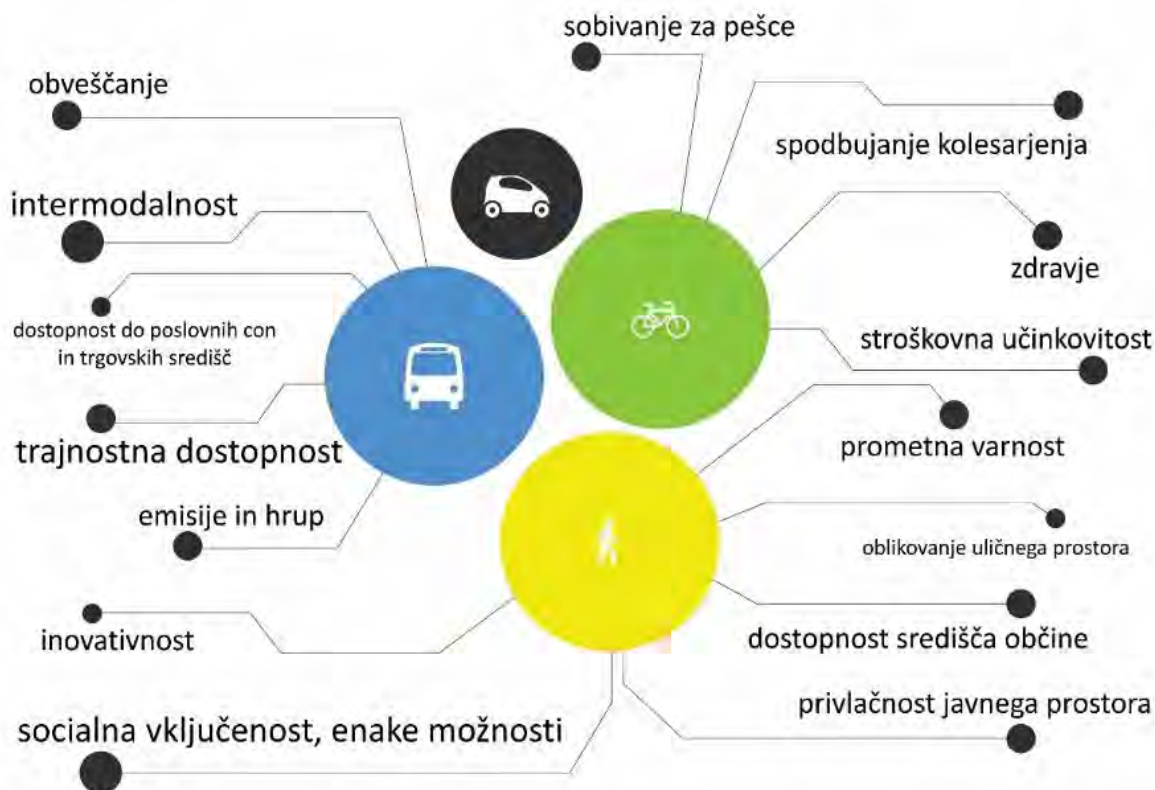 sobivanje za pešce
obveščanje
spodbujanje kolesarjenja
intermodalnost
zdravje
dostopnost do poslovnih con
in trgovskih središč
stroškovna učinkovitost
trajnostna dostopnost
prometna varnost
emisije in hrup
oblikovanje uličnega prostora
inovativnost
dostopnost središča občine
privlačnost javnega prostora
socialna vključenost, enake možnosti